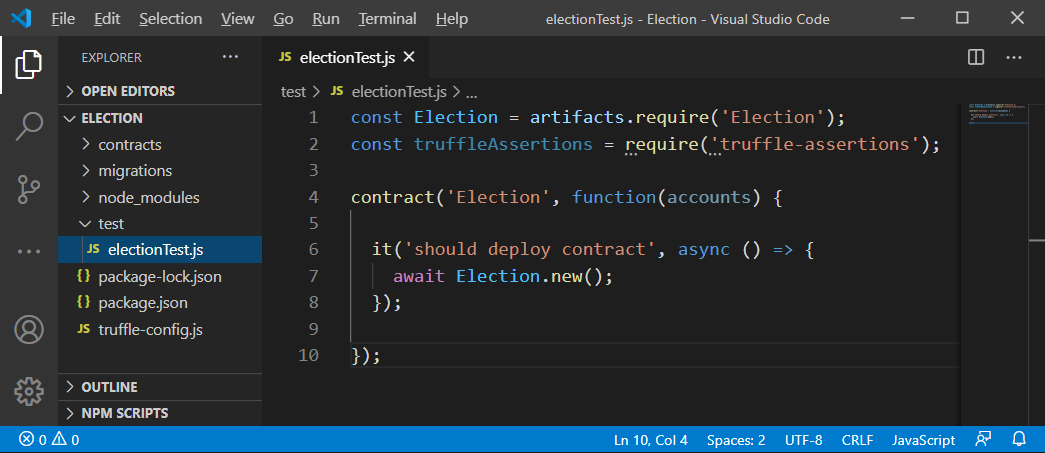 File Edit Selection View Go Run Terminal Help electionTest.js - Election - Visual Studio Code
EXPLORER
OPEN EDITORS
ELECTION
contracts
migrations
node_modules
test
JS electionTest.js
{} package-lock.json
{} package.json
JS truffle-config.js
OUTLINE
NPM SCRIPTS
JS electionTest.js
test > JS electionTest.js > ...
1 const Election = artifacts.require('Election');
2 const truffleAssertions = require('truffle-assertions');
3
4 contract('Election', function(accounts) {
5
6 it('should deploy contract', async () => {
7 await Election.new();
8 });
9
10 });
0 0 Ln 10, Col 4 Spaces: 2 UTF-8 CRLF JavaScript